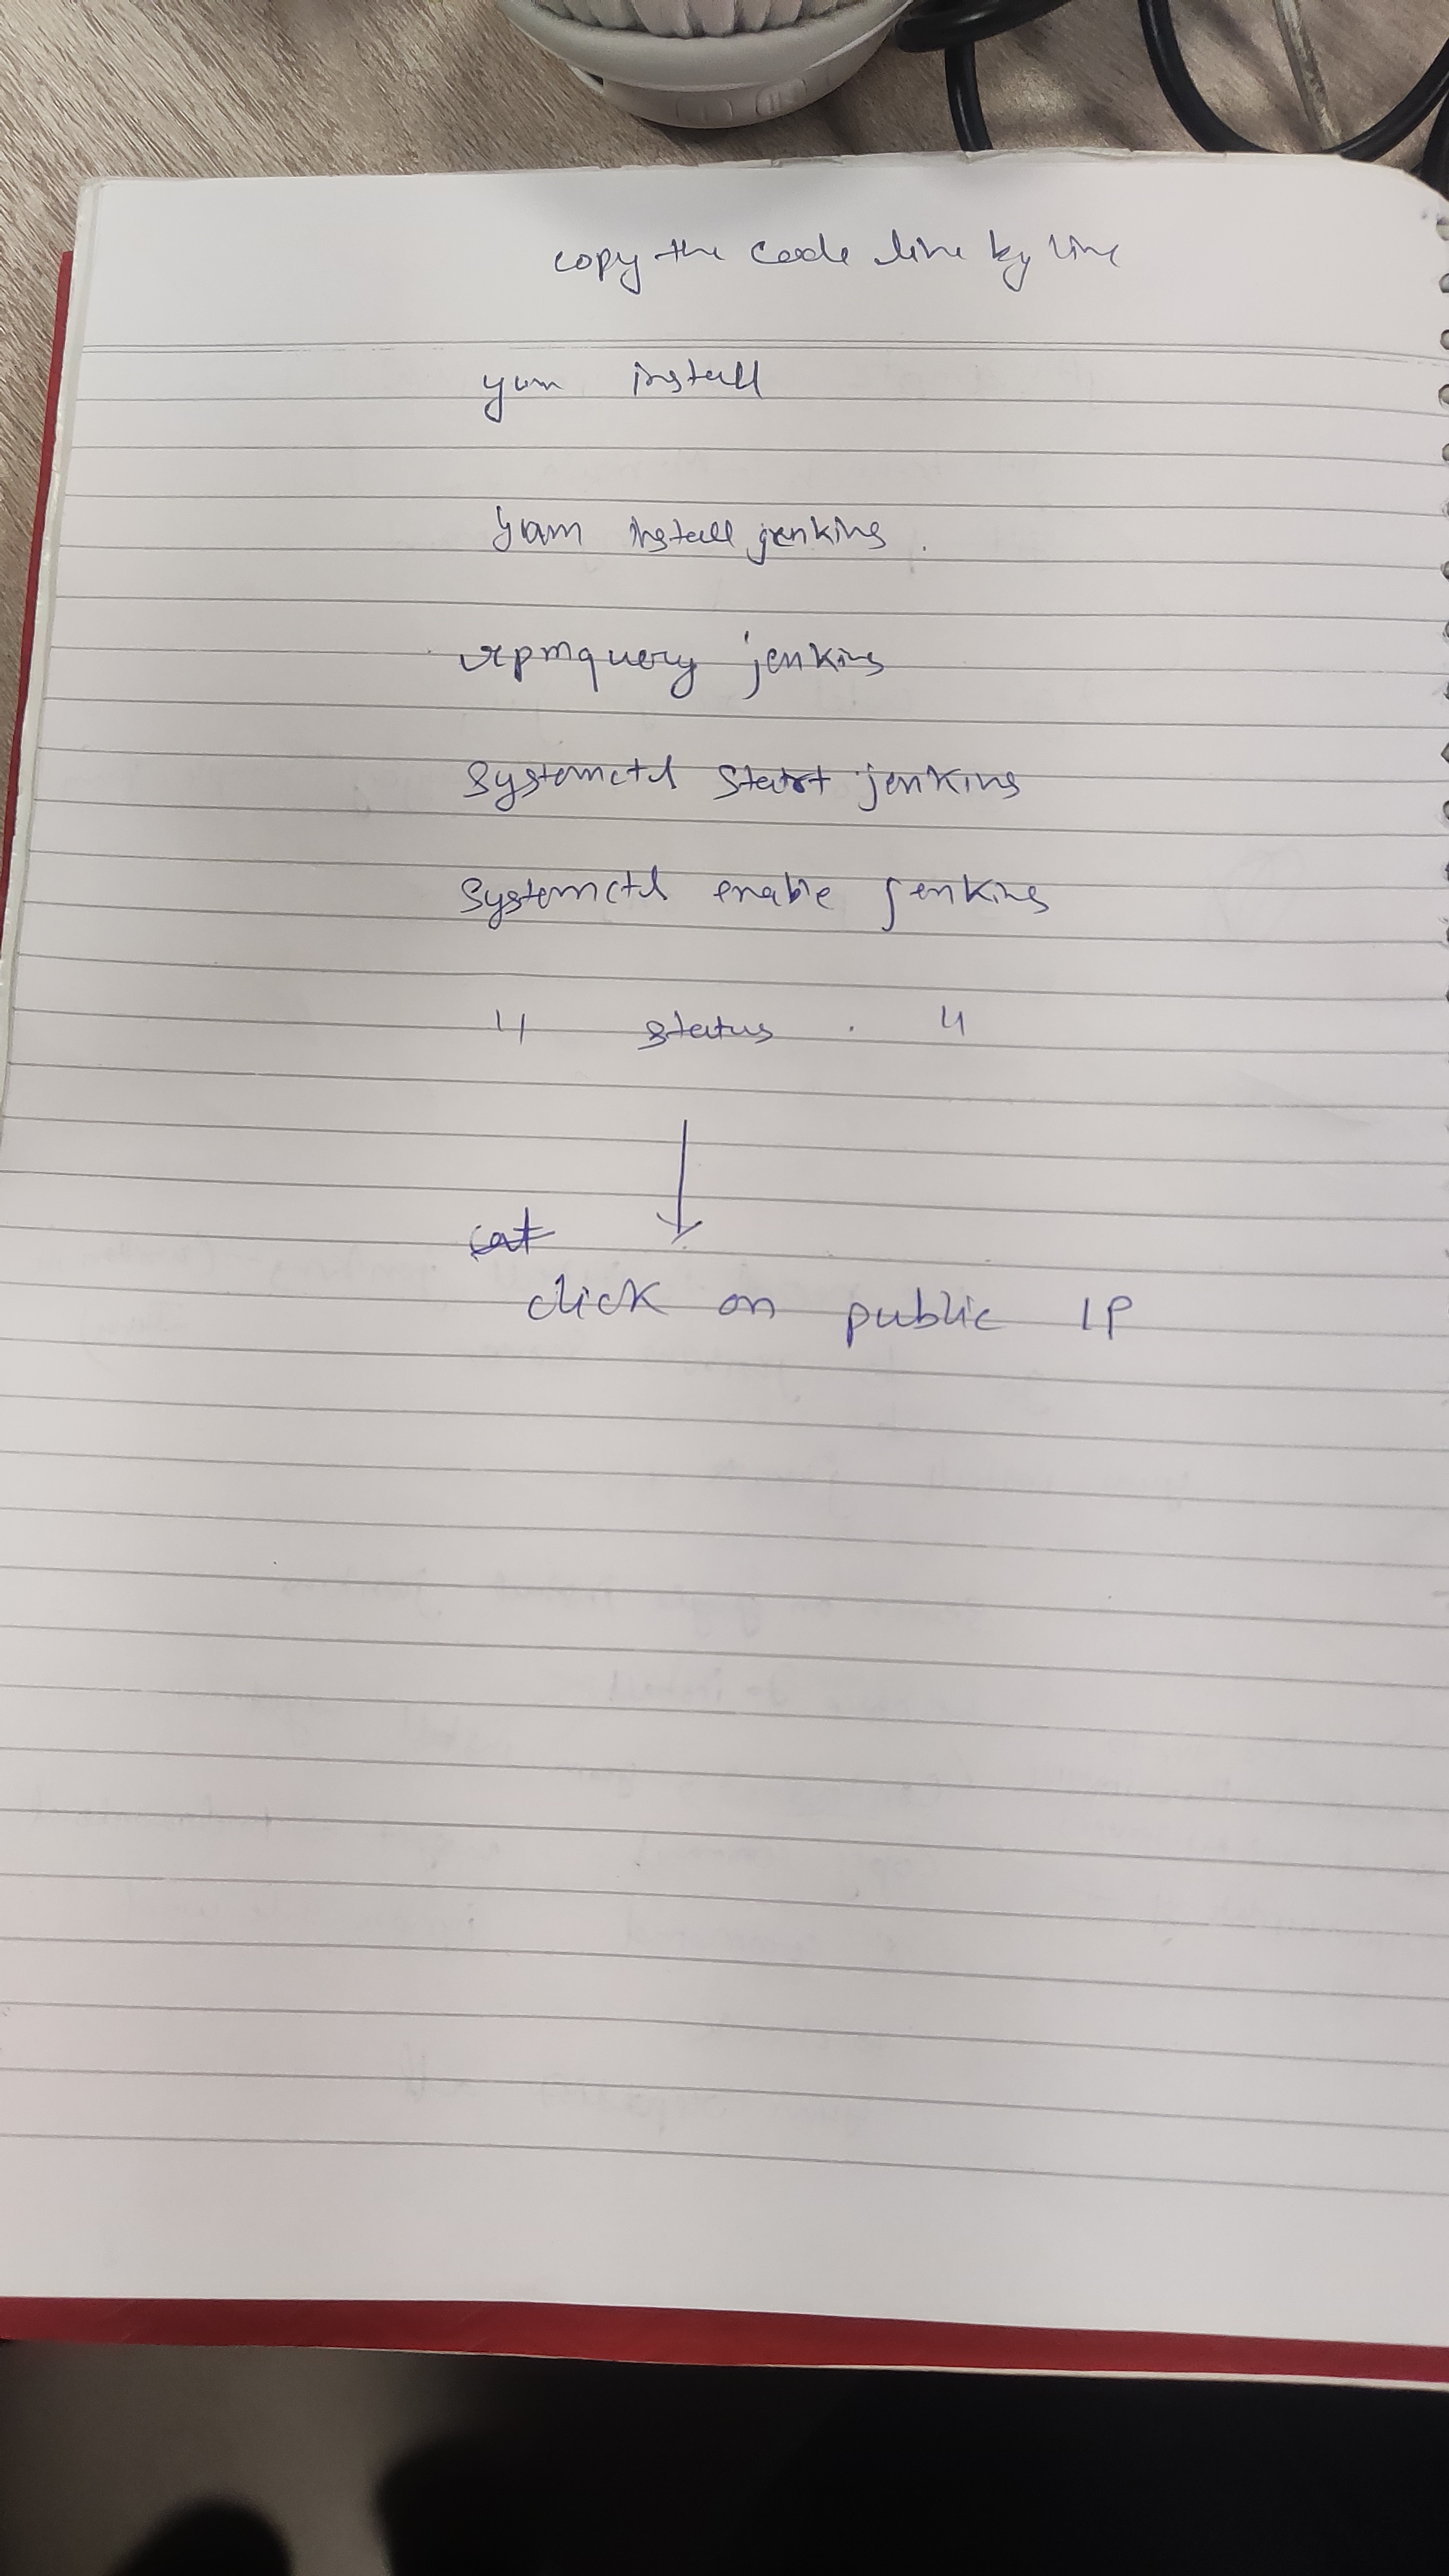 copy the code line by line
yum install
yum install jenkins.
rpmquery jenkins
systemctl start jenkins
systemctl enable jenkins
" status . "
cat
click on public IP